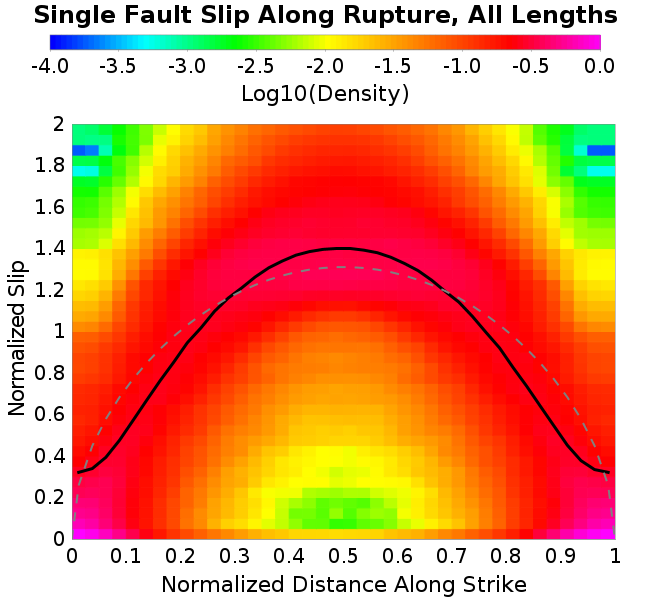 Single Fault Slip Along Rupture, All Lengths
-4.0 -3.5 -3.0 -2.5 -2.0 -1.5 -1.0 -0.5 0.0
Log10(Density)
Normalized Slip
2
1.8
1.6
1.4
1.2
1
0.8
0.6
0.4
0.2
0
0 0.1 0.2 0.3 0.4 0.5 0.6 0.7 0.8 0.9 1
Normalized Distance Along Strike